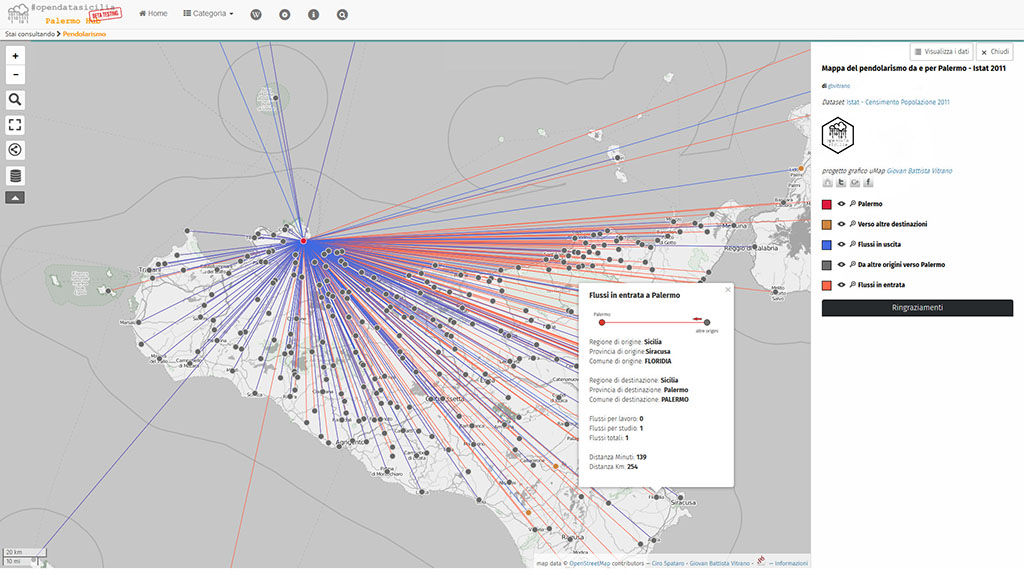 #opendatasicilia
Palermo Hub
BETA TESTING
Home
Categoria
Stai consultando
Pendolarismo
Visualizza i dati
Chiudi
Mappa del pendolarismo da e per Palermo - Istat 2011
di gbvitrano
Dataset Istat - Censimento Popolazione 2011
progetto grafico uMap Giovan Battista Vitrano
Palermo
Verso altre destinazioni
Flussi in uscita
Da altre origini verso Palermo
Flussi in entrata
Ringraziamenti
Messina
Reggio di Calabria
Trapani
Marsala
Agrigento
Caltanissetta
Enna
Licata
Ragusa
Modica
Siracusa
Flussi in entrata a Palermo
Palermo
altre origini
Regione di origine: Sicilia
Provincia di origine: Siracusa
Comune di origine: FLORIDIA
Regione di destinazione: Sicilia
Provincia di destinazione: Palermo
Comune di destinazione: PALERMO
Flussi per lavoro: 0
Flussi per studio: 1
Flussi totali: 1
Distanza Minuti: 139
Distanza Km: 254
20 km
10 mi
map data © OpenStreetMap contributors — Ciro Spataro - Giovan Battista Vitrano - — Informazioni